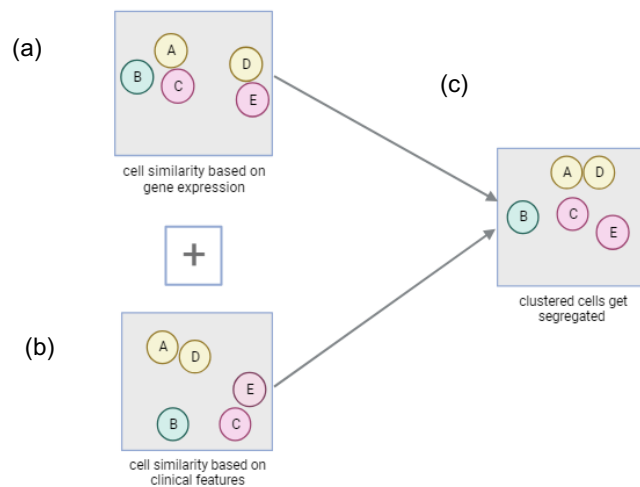 (a)
A
B
C
D
E
cell similarity based on
gene expression
+
(b)
A
D
E
B
C
cell similarity based on
clinical features
(c)
A D
B
C
E
clustered cells get
segregated